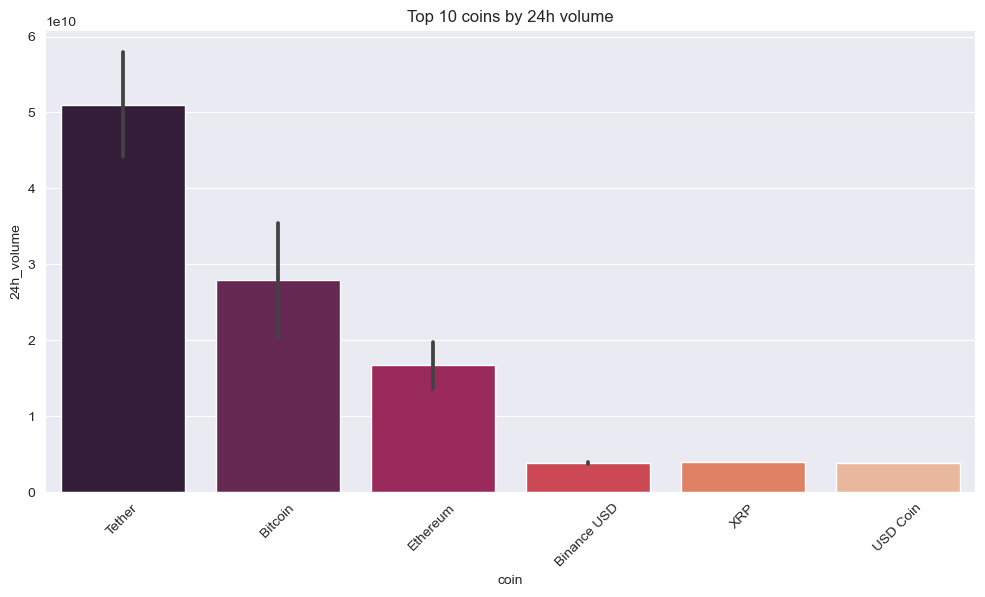 Top 10 coins by 24h volume
1e10
6
5
4
3
2
1
0
24h_volume
Tether
Bitcoin
Ethereum
Binance USD
XRP
USD Coin
coin